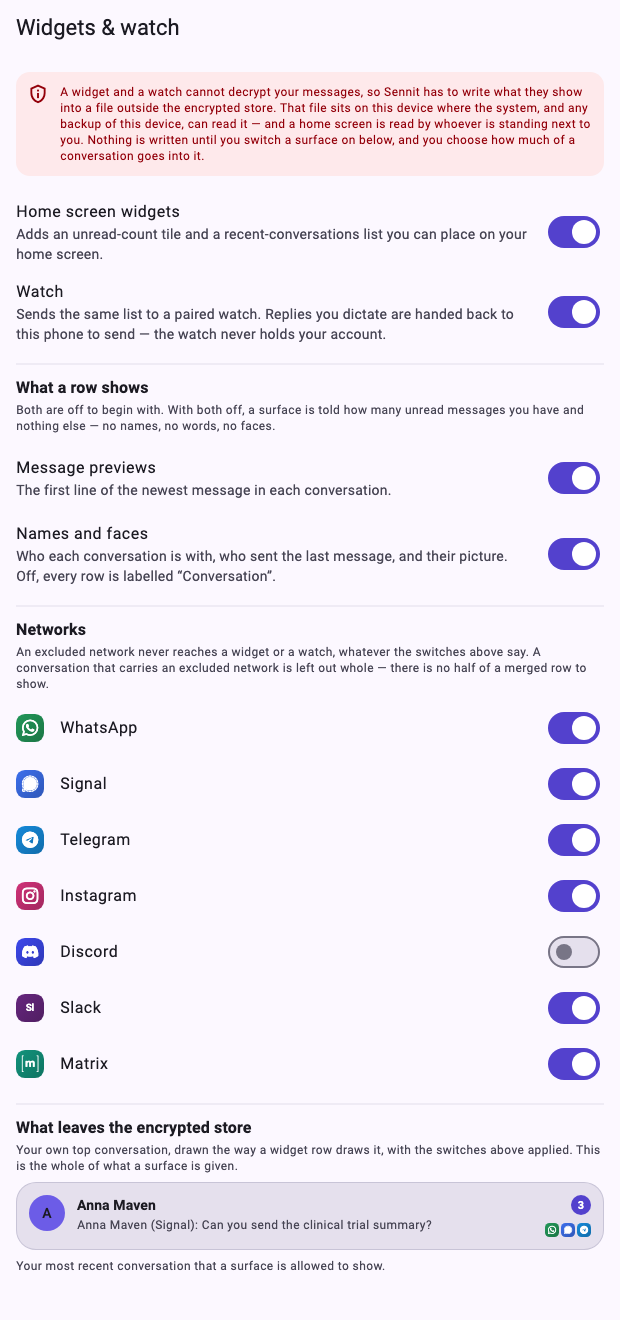 Widgets & watch
A widget and a watch cannot decrypt your messages, so Sennit has to write what they show
into a file outside the encrypted store. That file sits on this device where the system, and any
backup of this device, can read it — and a home screen is read by whoever is standing next to
you. Nothing is written until you switch a surface on below, and you choose how much of a
conversation goes into it.
Home screen widgets
Adds an unread-count tile and a recent-conversations list you can place on your
home screen.
Watch
Sends the same list to a paired watch. Replies you dictate are handed back to
this phone to send — the watch never holds your account.
What a row shows
Both are off to begin with. With both off, a surface is told how many unread messages you have and
nothing else — no names, no words, no faces.
Message previews
The first line of the newest message in each conversation.
Names and faces
Who each conversation is with, who sent the last message, and their picture.
Off, every row is labelled “Conversation”.
Networks
An excluded network never reaches a widget or a watch, whatever the switches above say. A
conversation that carries an excluded network is left out whole — there is no half of a merged row to
show.
WhatsApp
Signal
Telegram
Instagram
Discord
Sl Slack
[m] Matrix
What leaves the encrypted store
Your own top conversation, drawn the way a widget row draws it, with the switches above applied. This
is the whole of what a surface is given.
A Anna Maven 3
Anna Maven (Signal): Can you send the clinical trial summary?
Your most recent conversation that a surface is allowed to show.